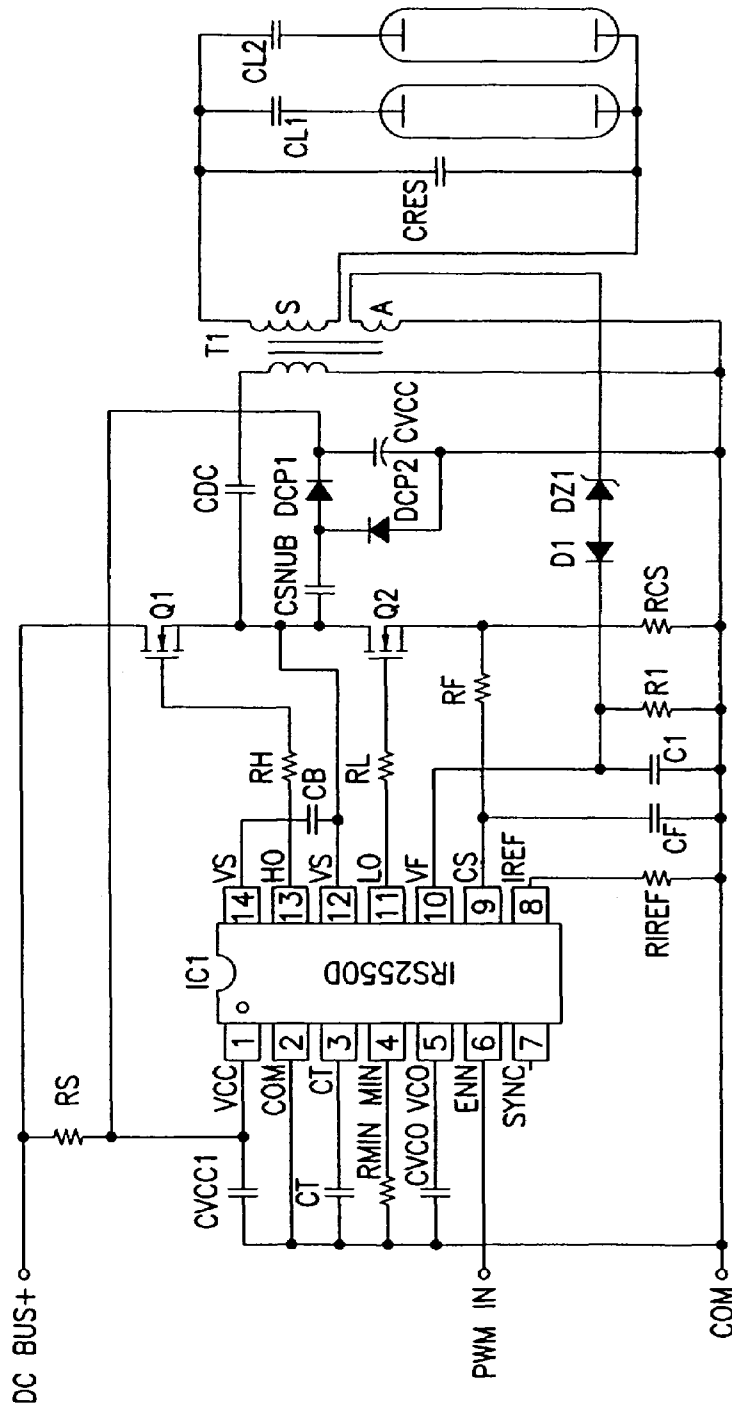 DC BUS+
PWM IN
COM
RS
CVCC1
CT
RMIN
CVCO
VCC
COM
CT
MIN
VCO
ENN
SYNC
IC1
IRS2550D
1
2
3
4
5
6
7
14
13
12
11
10
9
8
VS
HO
VS
LO
VF
CS
IREF
RH
CB
RL
RF
RIREF
CF
C1
R1
RCS
Q1
Q2
CSNUB
DCP1
DCP2
CVCC
CDC
D1
DZ1
T1
S
A
CRES
CL1
CL2